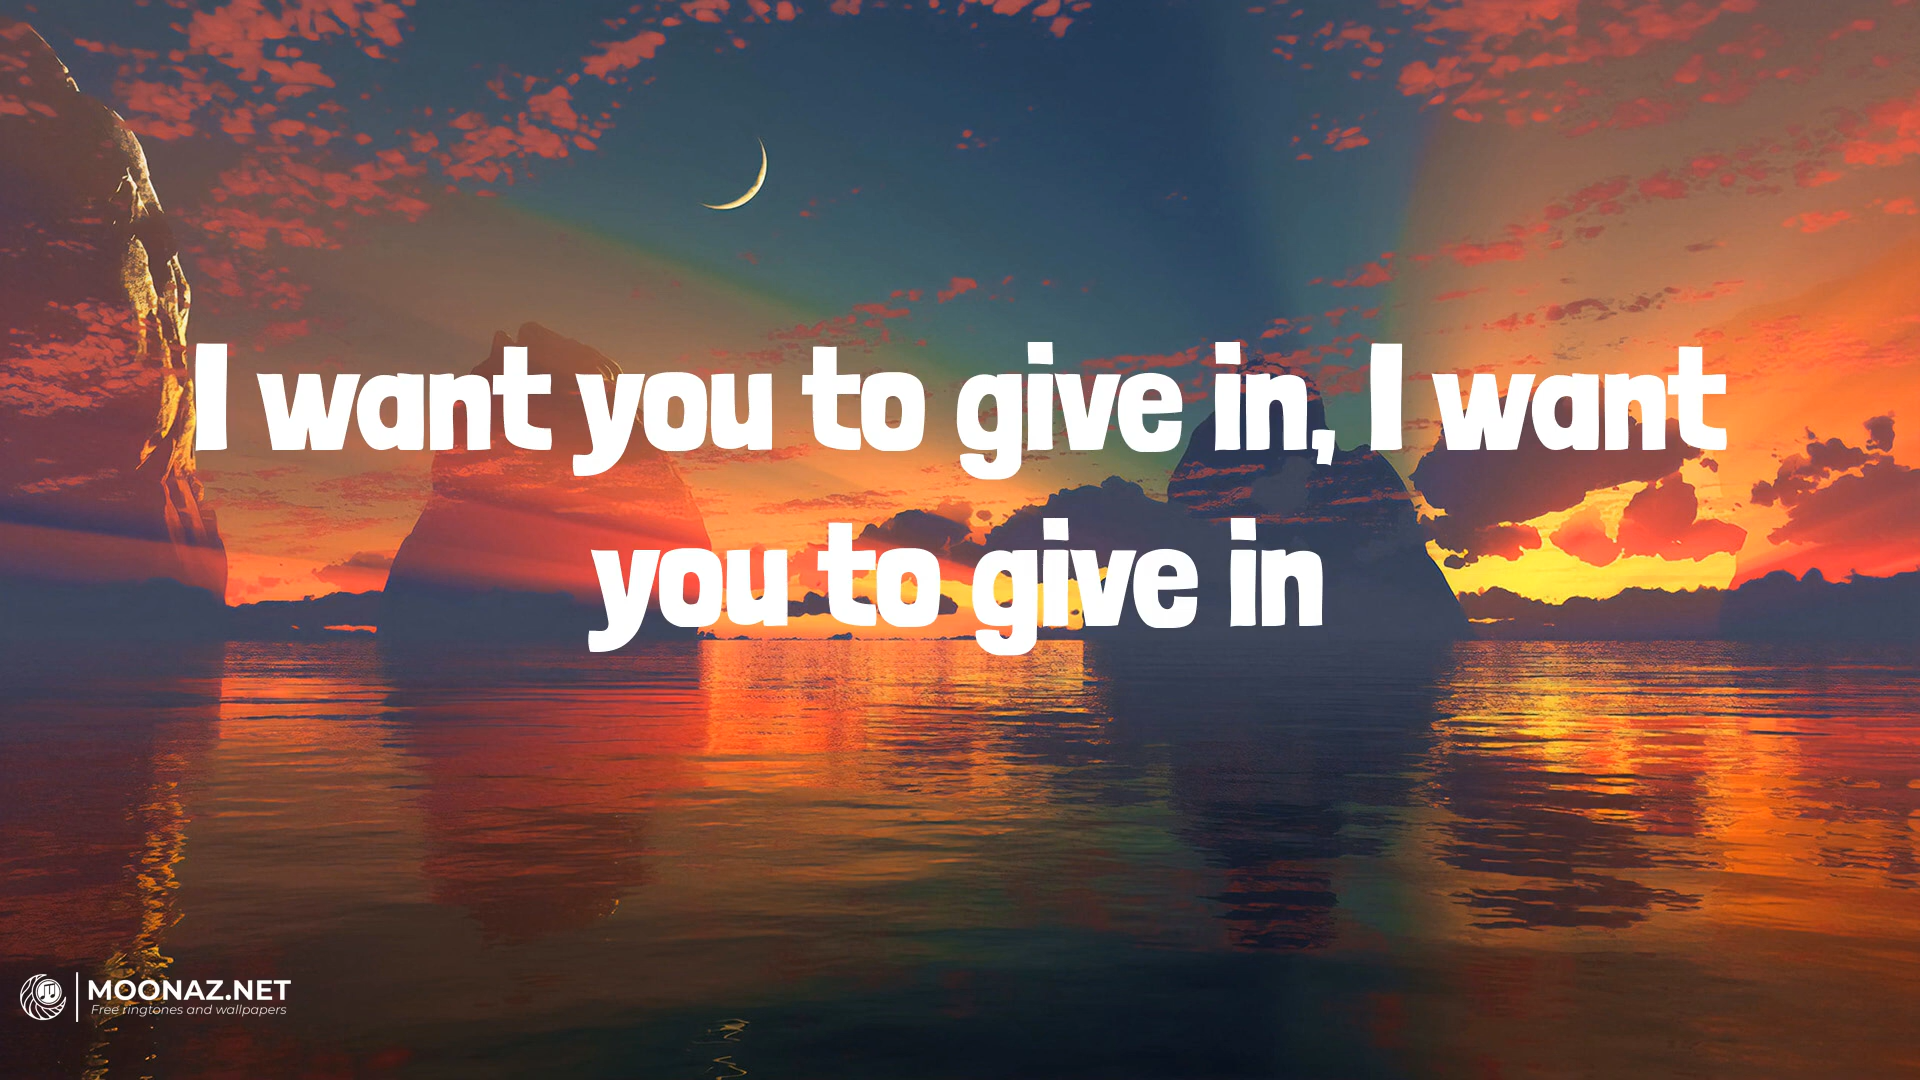 I want you to give in, I want
you to give in
MOONAZ.NET
Free ringtones and wallpapers